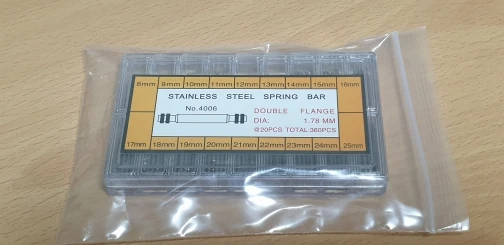 8mm 9mm 10mm 11mm 12mm 13mm 14mm 15mm 16mm
STAINLESS STEEL SPRING BAR
No.4006
DOUBLE FLANGE
DIA: 1.78 MM
@20PCS TOTAL:360PCS
17mm 18mm 19mm 20mm 21mm 22mm 23mm 24mm 25mm